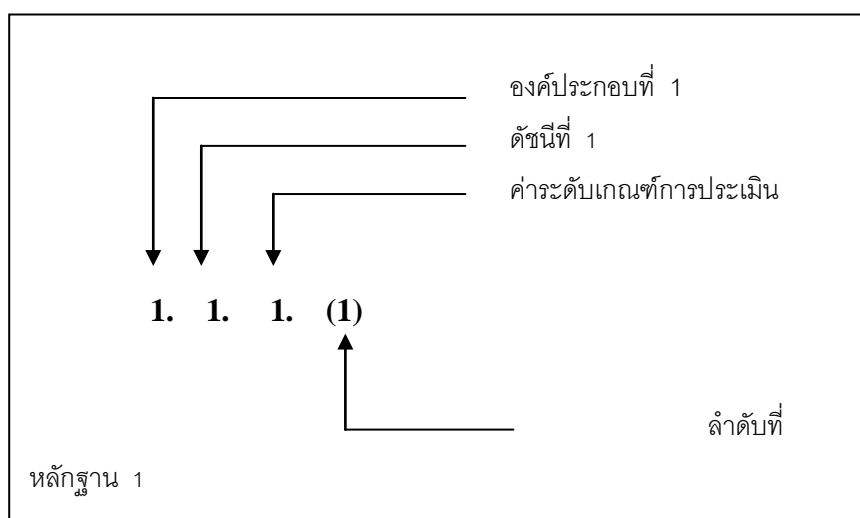 องค์ประกอบที่ 1
ดัชนีที่ 1
ค่าระดับเกณฑ์การประเมิน
1. 1. 1. (1)
ลำดับที่
หลักฐาน 1